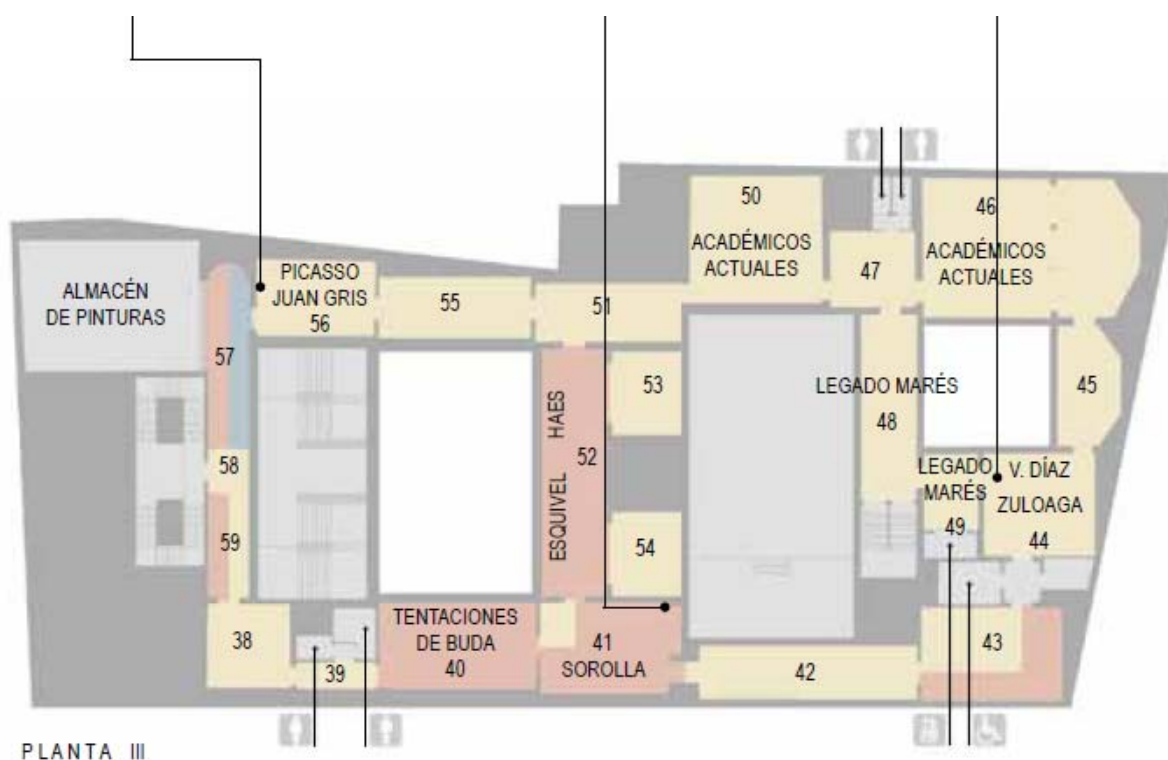 50
ACADÉMICOS
ACTUALES
46
ACADÉMICOS
ACTUALES
47
ALMACÉN
DE PINTURAS
PICASSO
JUAN GRIS
56
55
51
57
53
LEGADO MARÉS
48
45
ESQUIVEL HAES
52
58
LEGADO
MARÉS
49
V. DÍAZ
ZULOAGA
44
59
54
38
39
TENTACIONES
DE BUDA
40
41
SOROLLA
42
43
PLANTA III